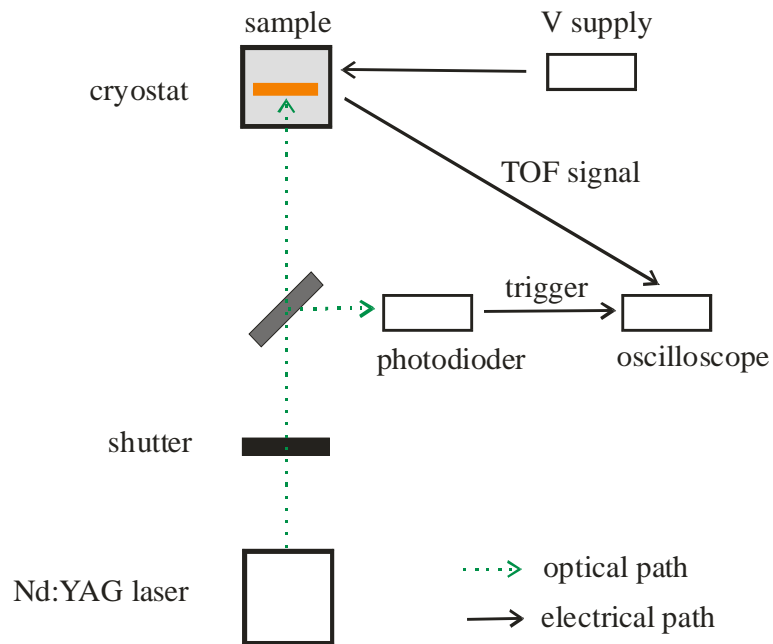 sample
V supply
cryostat
TOF signal
trigger
photodioder
oscilloscope
shutter
Nd:YAG laser
optical path
electrical path